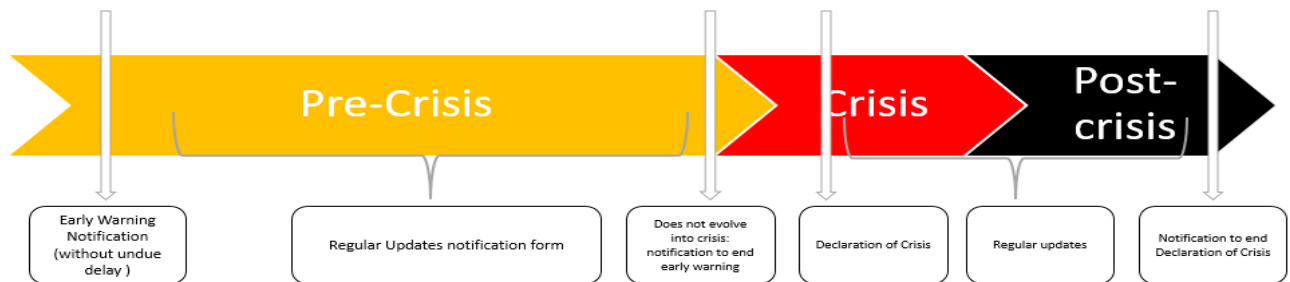 Pre-Crisis
Crisis
Post-
crisis
Early Warning
Notification
(without undue
delay )
Regular Updates notification form
Does not evolve
into crisis:
notification to end
early warning
Declaration of Crisis
Regular updates
Notification to end
Declaration of Crisis